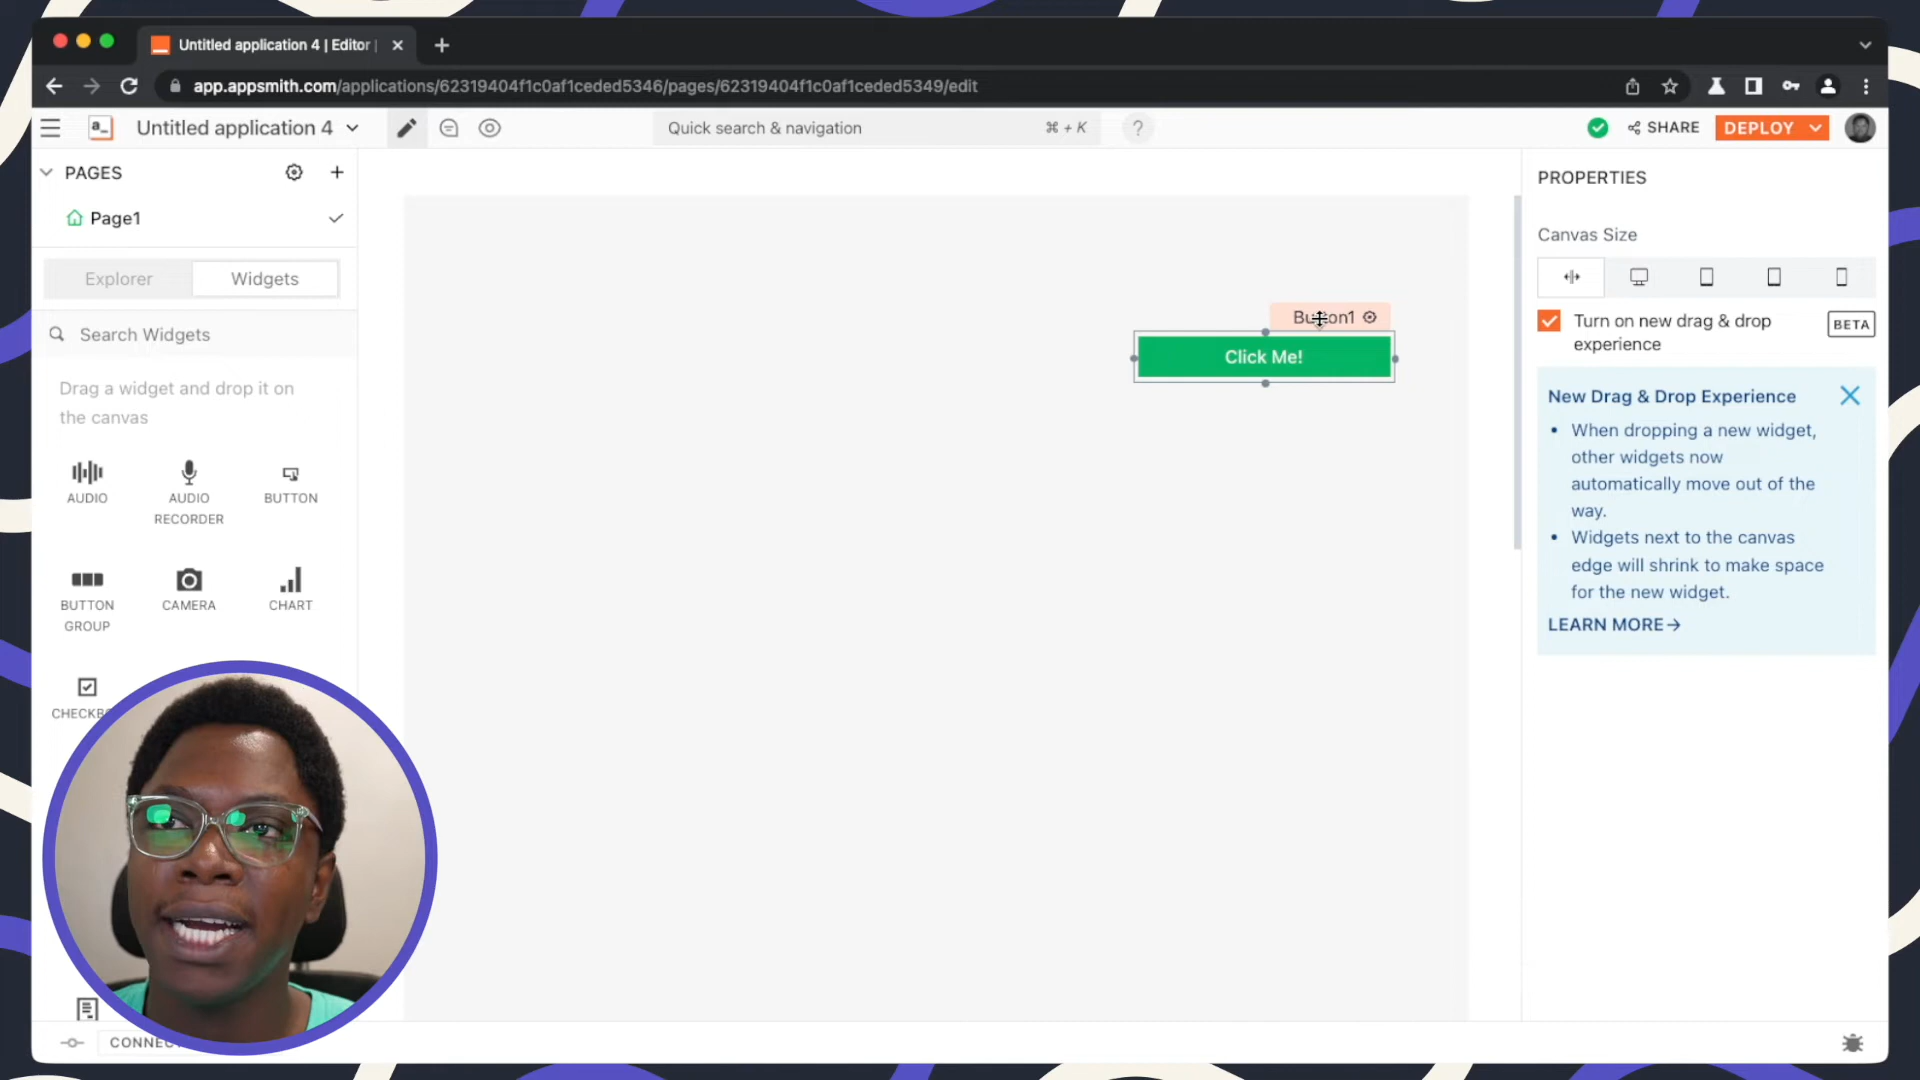 Untitled application 4 | Editor |
app.appsmith.com/applications/62319404f1c0af1ceded5346/pages/62319404f1c0af1ceded5349/edit
Untitled application 4
Quick search & navigation
⌘ + K
?
SHARE
DEPLOY
PAGES
Page1
Explorer
Widgets
Search Widgets
Drag a widget and drop it on
the canvas
AUDIO
AUDIO
RECORDER
BUTTON
BUTTON
GROUP
CAMERA
CHART
Button1
Click Me!
PROPERTIES
Canvas Size
Turn on new drag & drop
experience
BETA
New Drag & Drop Experience
• When dropping a new widget,
other widgets now
automatically move out of the
way.
• Widgets next to the canvas
edge will shrink to make space
for the new widget.
LEARN MORE →